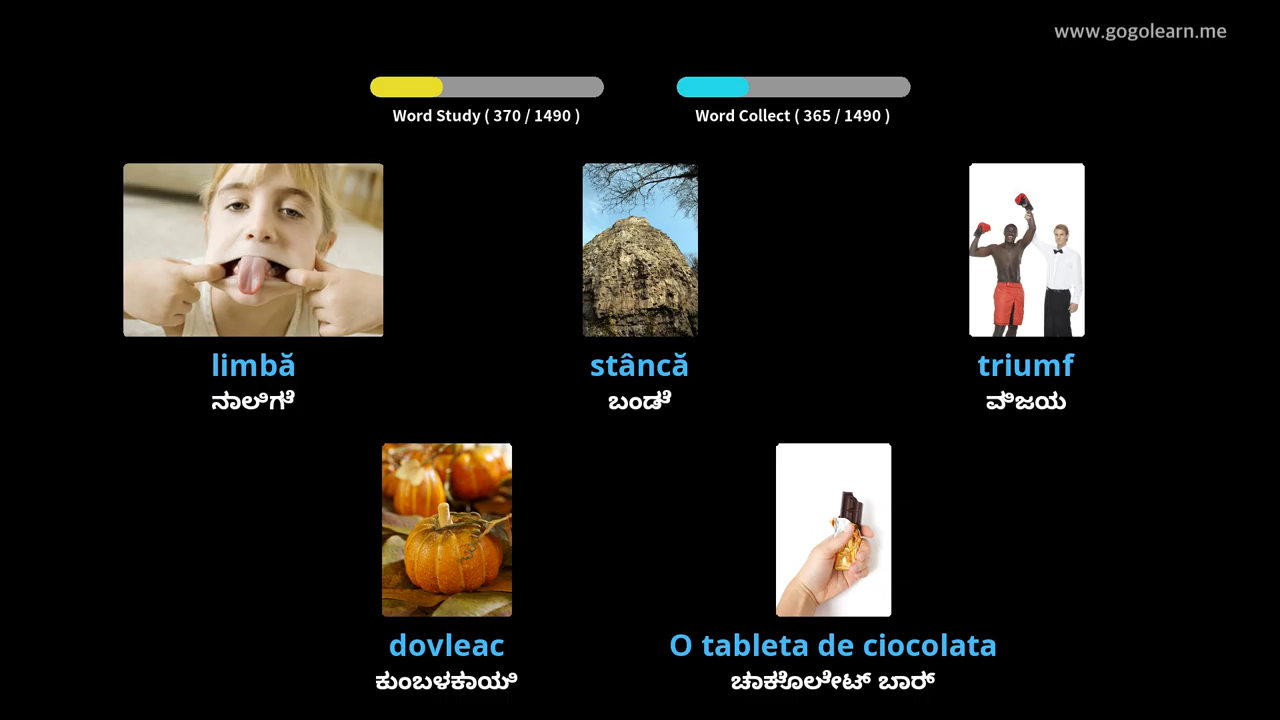 www.gogolearn.me
Word Study ( 370 / 1490 )
Word Collect ( 365 / 1490 )
limbă
ನಾಲಿಗೆ
stâncă
ಬಂಡೆ
triumf
ವಿಜಯ
dovleac
ಕುಂಬಳಕಾಯಿ
O tableta de ciocolata
ಚಾಕೊಲೇಟ್ ಬಾರ್